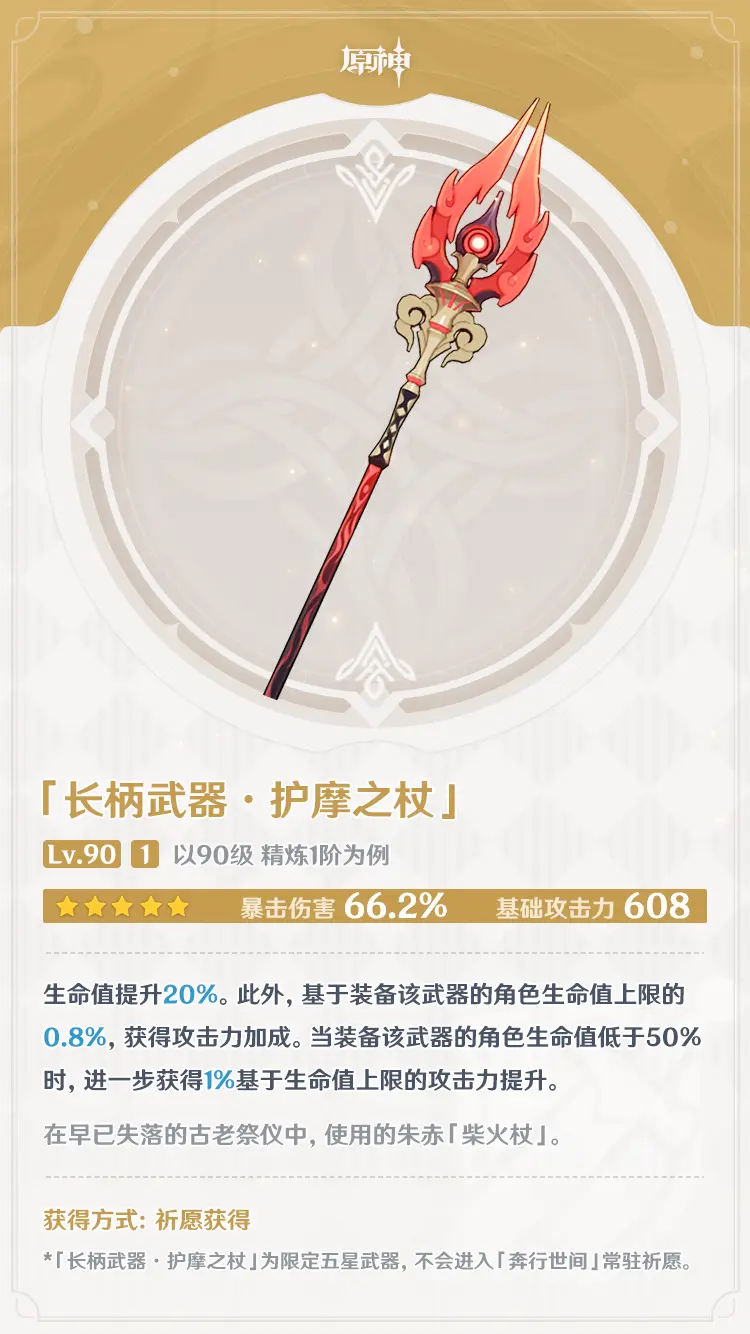 原神
「长柄武器·护摩之杖」
Lv.90 1 以90级 精炼1阶为例
暴击伤害 66.2% 基础攻击力 608
生命值提升20%。此外，基于装备该武器的角色生命值上限的
0.8%，获得攻击力加成。当装备该武器的角色生命值低于50%
时，进一步获得1%基于生命值上限的攻击力提升。
在早已失落的古老祭仪中，使用的朱赤「柴火杖」。
获得方式：祈愿获得
*「长柄武器·护摩之杖」为限定五星武器，不会进入「奔行世间」常驻祈愿。